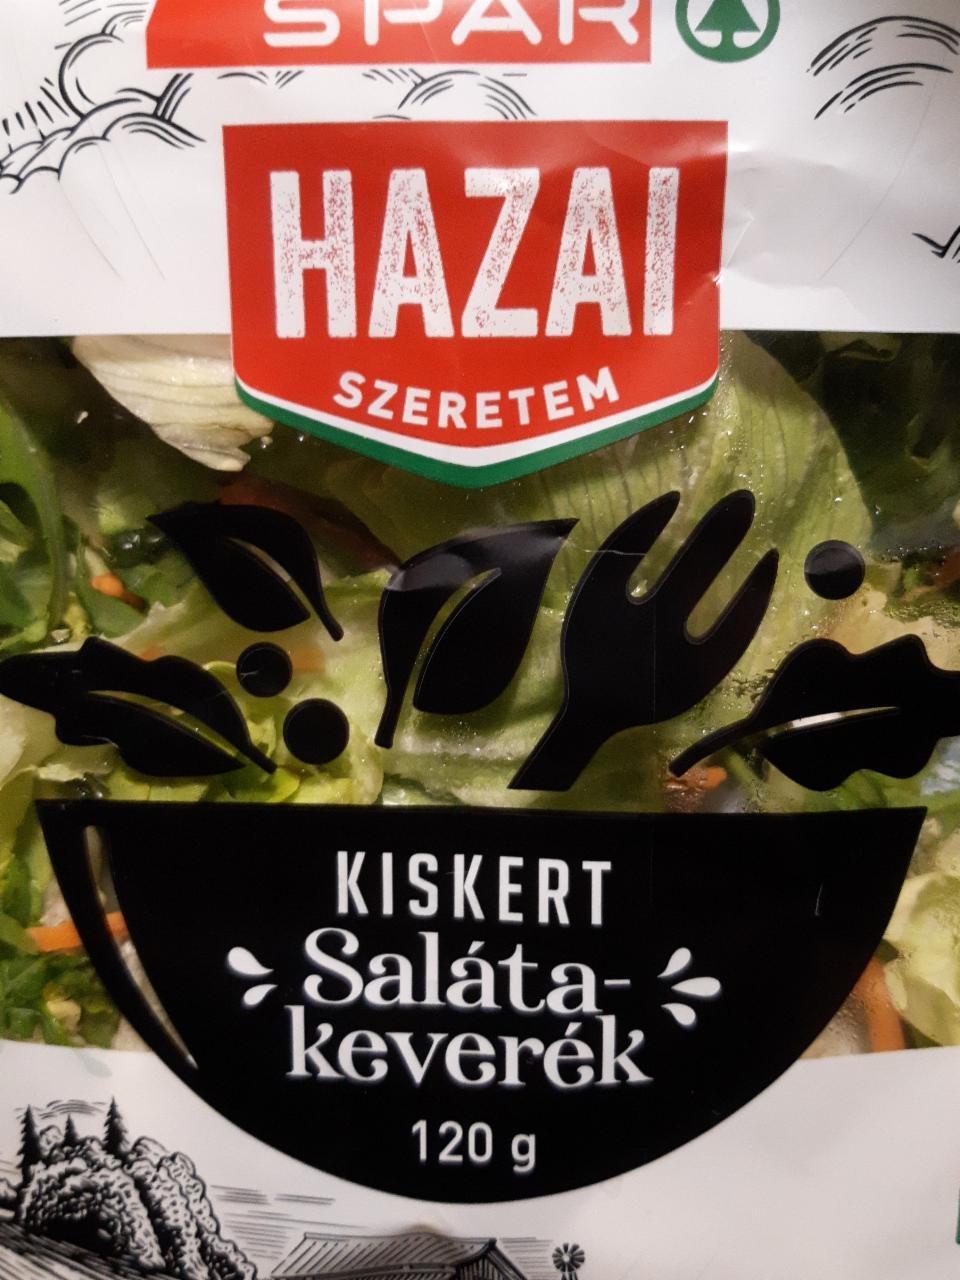 SPAR
HAZAI
SZERETEM
KISKERT
Saláta-
keverék
120 g